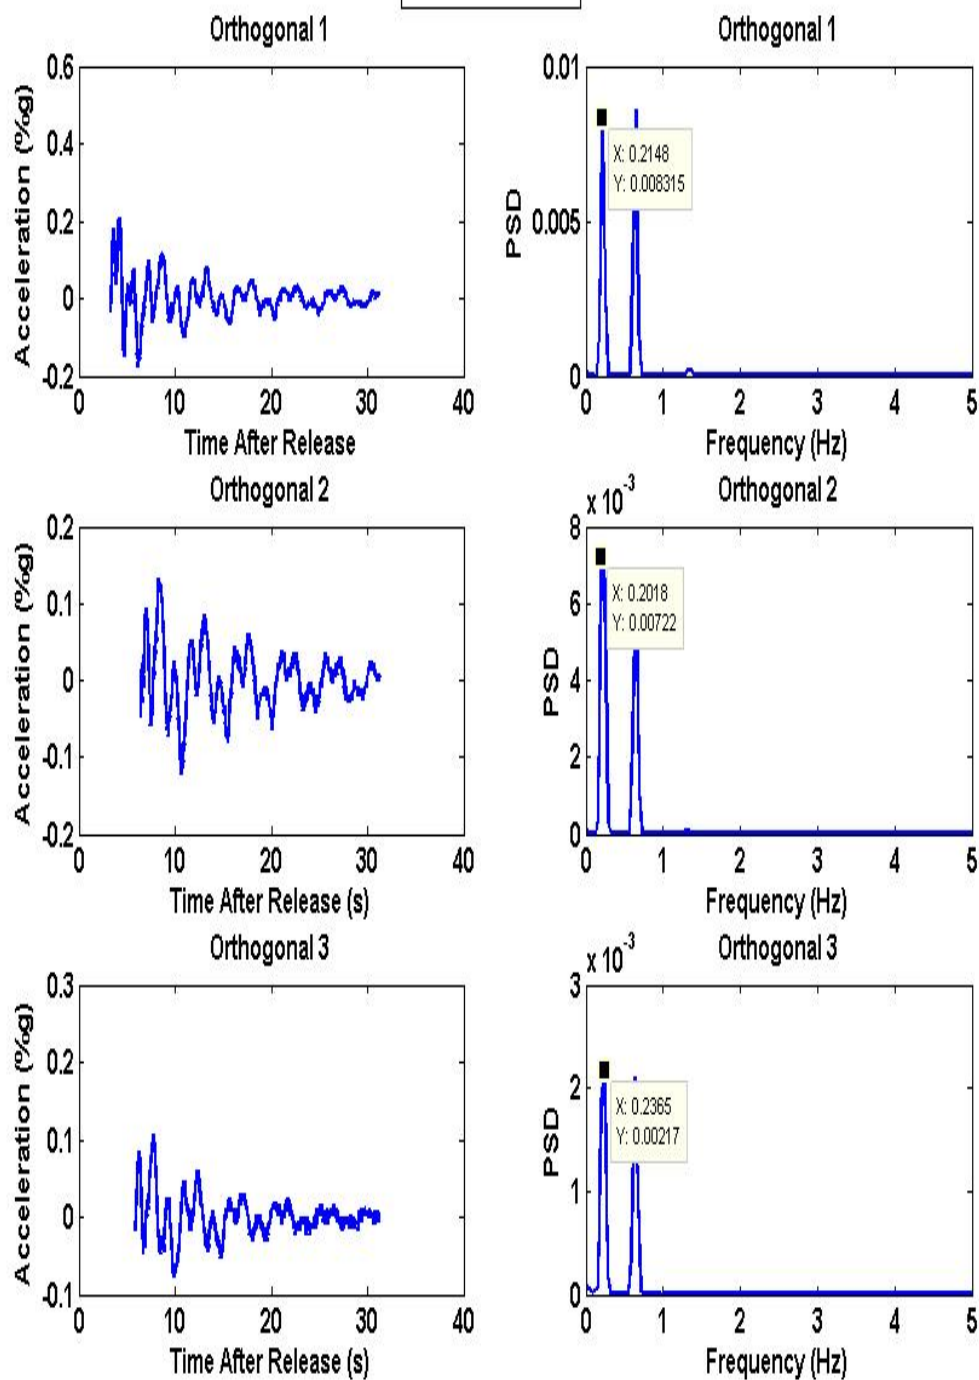 Orthogonal 1
Acceleration (%g)
0.6
0.4
0.2
0
-0.2
0 10 20 30 40
Time After Release
Orthogonal 1
PSD
0.01
0.005
0
X: 0.2148
Y: 0.008315
0 1 2 3 4 5
Frequency (Hz)
Orthogonal 2
Acceleration (%g)
0.2
0.1
0
-0.1
-0.2
0 10 20 30 40
Time After Release (s)
x 10-3
Orthogonal 2
PSD
8
6
4
2
0
X: 0.2018
Y: 0.00722
0 1 2 3 4 5
Frequency (Hz)
Orthogonal 3
Acceleration (%g)
0.3
0.2
0.1
0
-0.1
0 10 20 30 40
Time After Release (s)
x 10-3
Orthogonal 3
PSD
3
2
1
0
X: 0.2365
Y: 0.00217
0 1 2 3 4 5
Frequency (Hz)